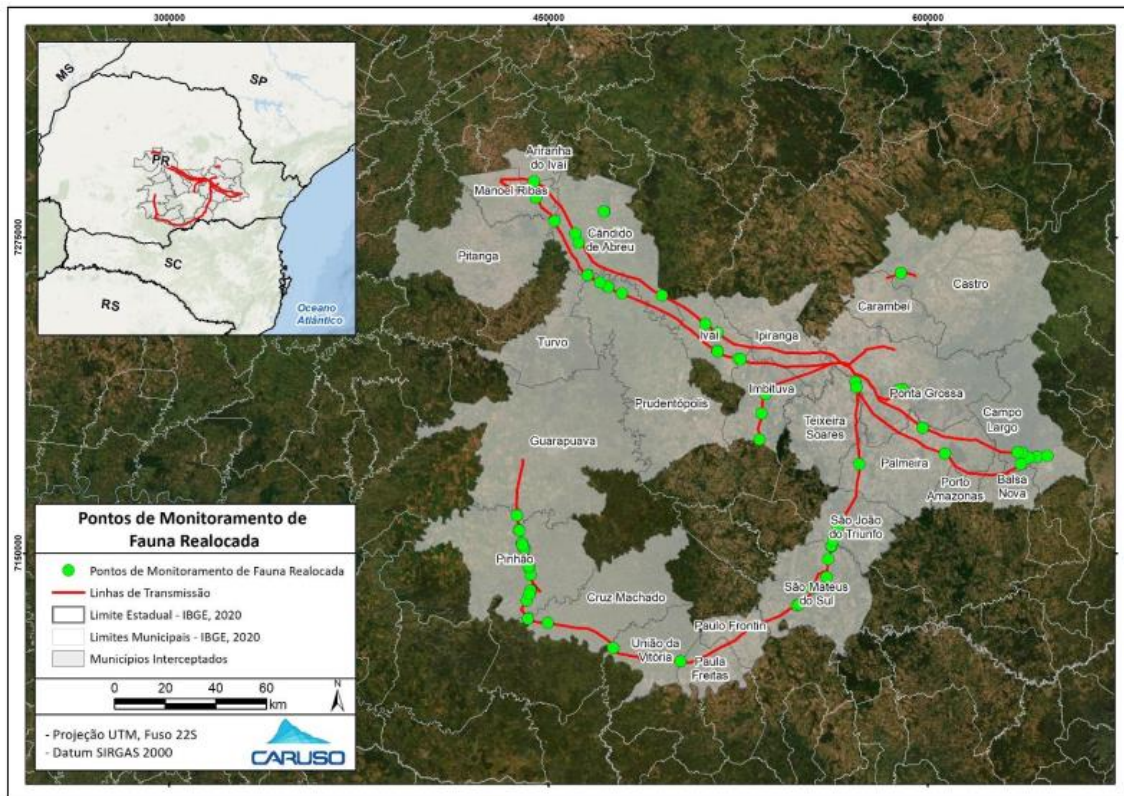 300000
450000
600000
7275000
7150000
MS
SP
PR
SC
RS
Oceano
Atlântico
Ariranha
do Ivaí
Manoel Ribas
Cândido
de Abreu
Pitanga
Castro
Carambeí
Ivaí
Ipiranga
Turvo
Imbituva
Ponta Grossa
Prudentópolis
Teixeira
Soares
Campo
Largo
Guarapuava
Palmeira
Porto
Amazonas
Balsa
Nova
São João
do Triunfo
Pinhão
Cruz Machado
São Mateus
do Sul
Paulo Frontin
União da
Vitória
Paula
Freitas
Pontos de Monitoramento de
Fauna Realocada
Pontos de Monitoramento de Fauna Realocada
Linhas de Transmissão
Limite Estadual - IBGE, 2020
Limites Municipais - IBGE, 2020
Municípios Interceptados
0 20 40 60
km
N
- Projeção UTM, Fuso 22S
- Datum SIRGAS 2000
CARUSO